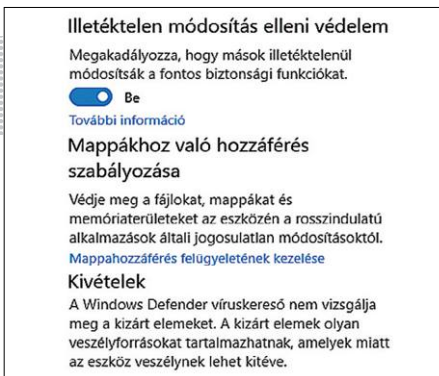 Illetéktelen módosítás elleni védelem
Megakadályozza, hogy mások illetéktelenül
módosítsák a fontos biztonsági funkciókat.
Be
További információ
Mappákhoz való hozzáférés
szabályozása
Védje meg a fájlokat, mappákat és
memóriaterületeket az eszközén a rosszindulatú
alkalmazások általi jogosulatlan módosításoktól.
Mappahozzáférés felügyeletének kezelése
Kivételek
A Windows Defender víruskereső nem vizsgálja
meg a kizárt elemeket. A kizárt elemek olyan
veszélyforrásokat tartalmazhatnak, amelyek miatt
az eszköz veszélynek lehet kitéve.